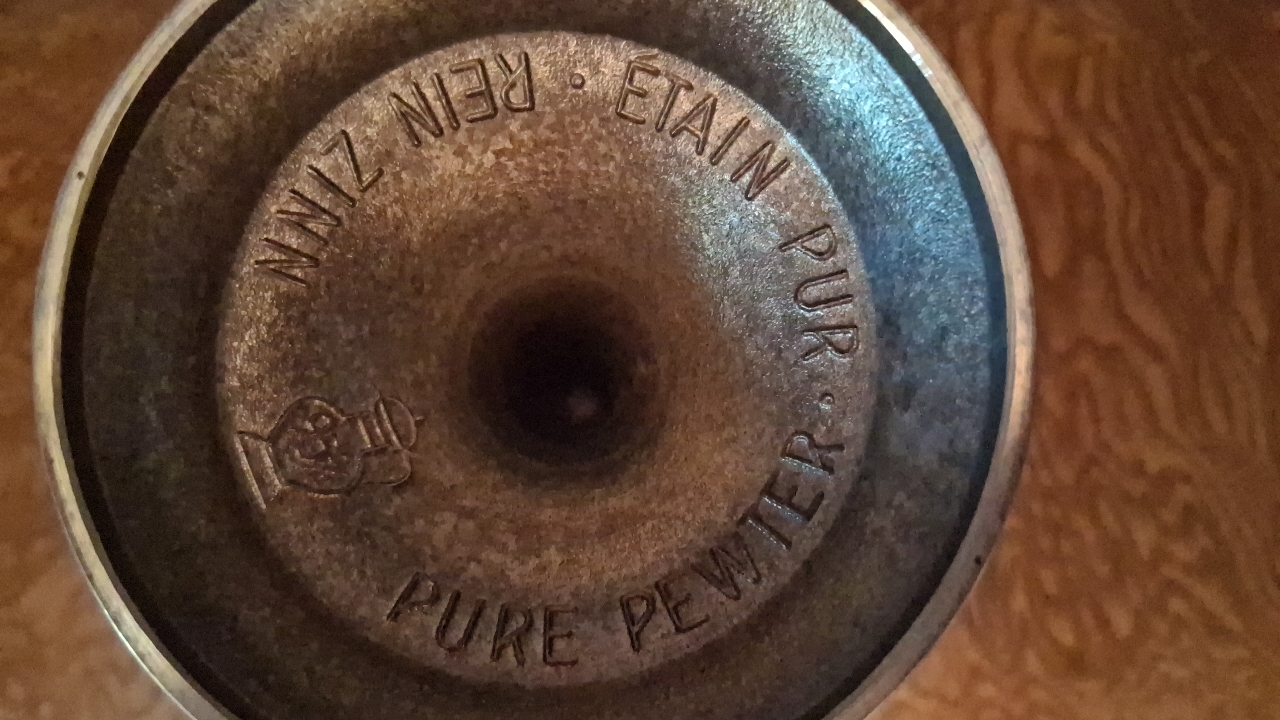 REIN ZINN
ÉTAIN PUR
PURE PEWTER